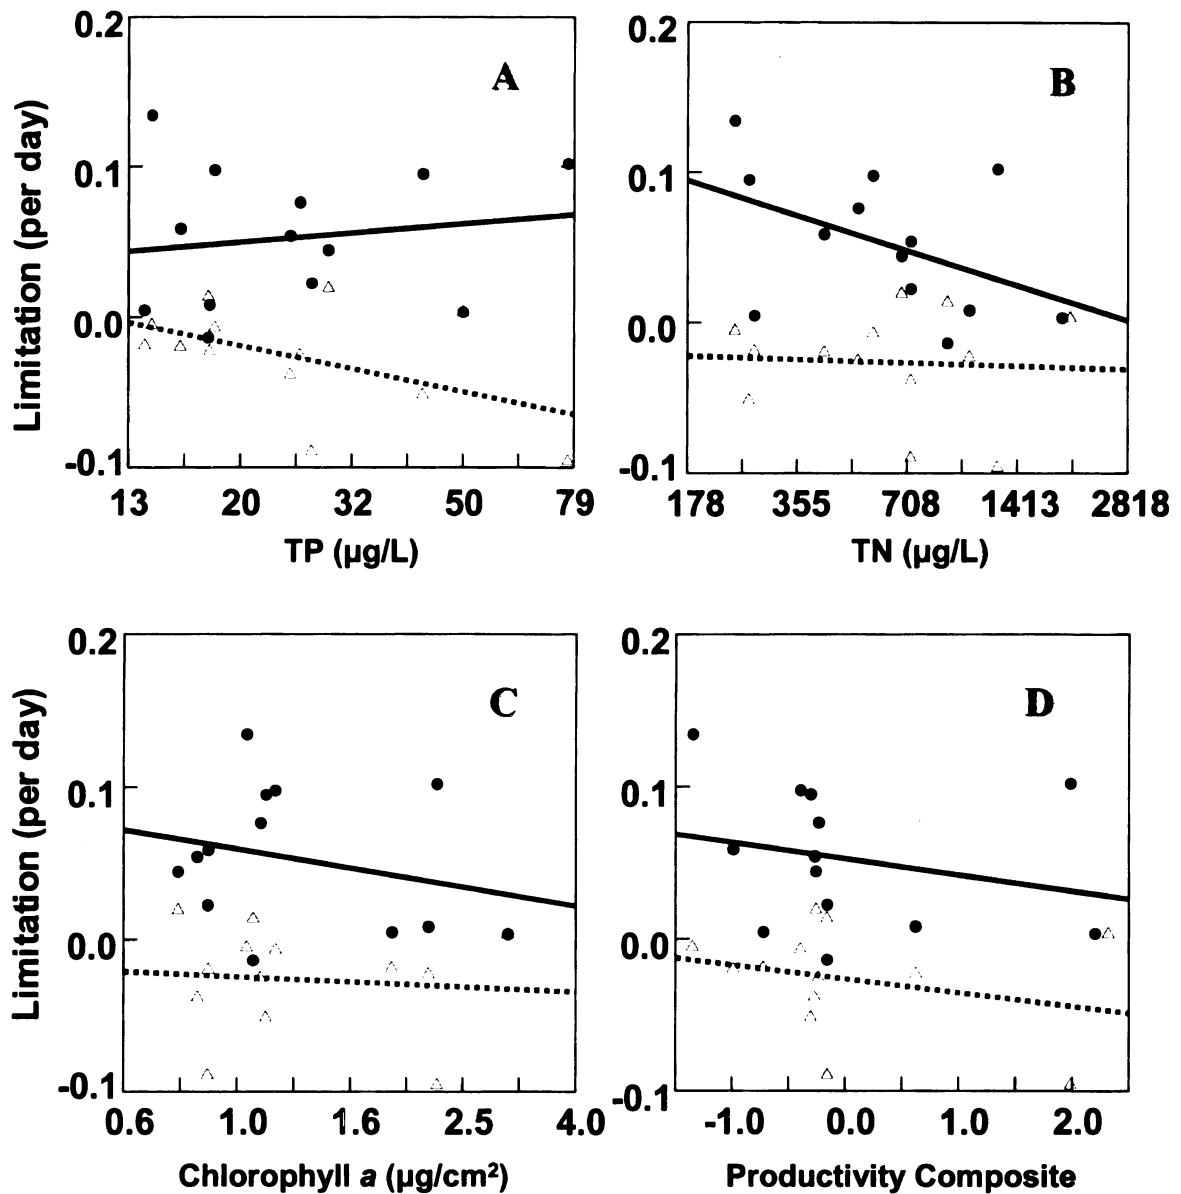 0.2
0.1
0.0
-0.1
Limitation (per day)
A
13 20 32 50 79
TP (µg/L)
0.2
0.1
0.0
-0.1
B
178 355 708 1413 2818
TN (µg/L)
0.2
0.1
0.0
-0.1
Limitation (per day)
C
0.6 1.0 1.6 2.5 4.0
Chlorophyll a (µg/cm²)
0.2
0.1
0.0
-0.1
D
-1.0 0.0 1.0 2.0
Productivity Composite